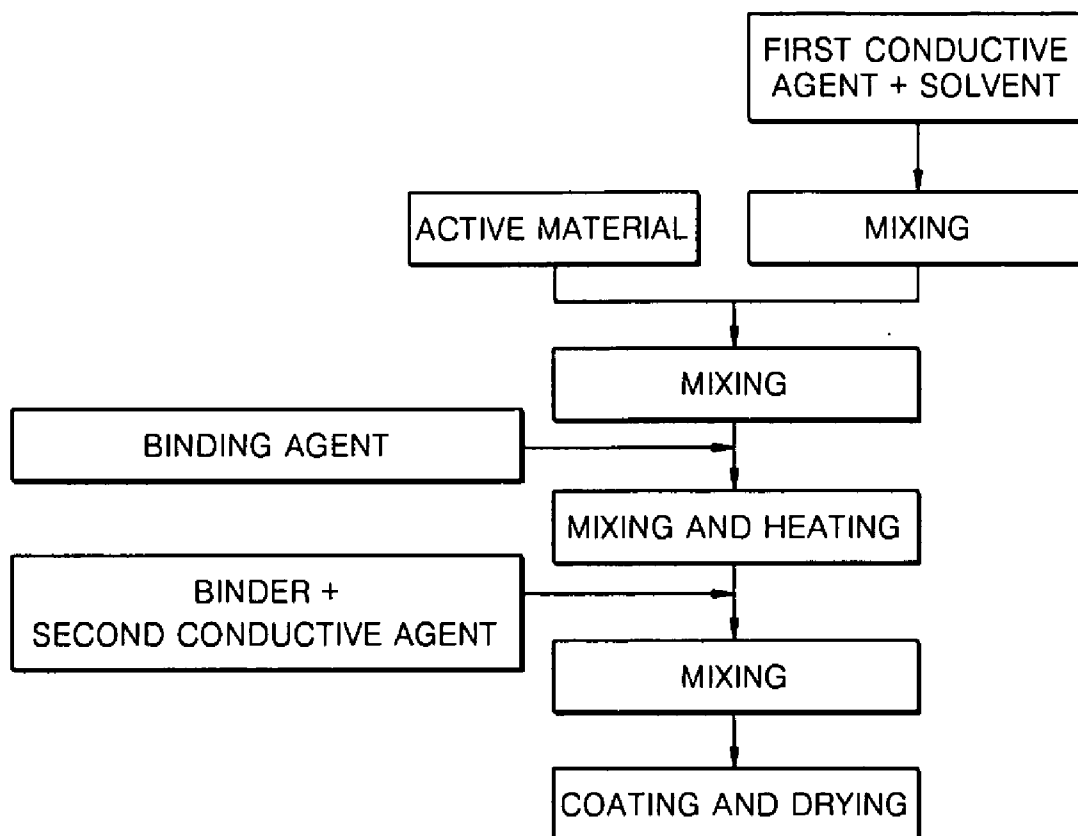 FIRST CONDUCTIVE
AGENT + SOLVENT
ACTIVE MATERIAL
MIXING
MIXING
BINDING AGENT
MIXING AND HEATING
BINDER +
SECOND CONDUCTIVE AGENT
MIXING
COATING AND DRYING